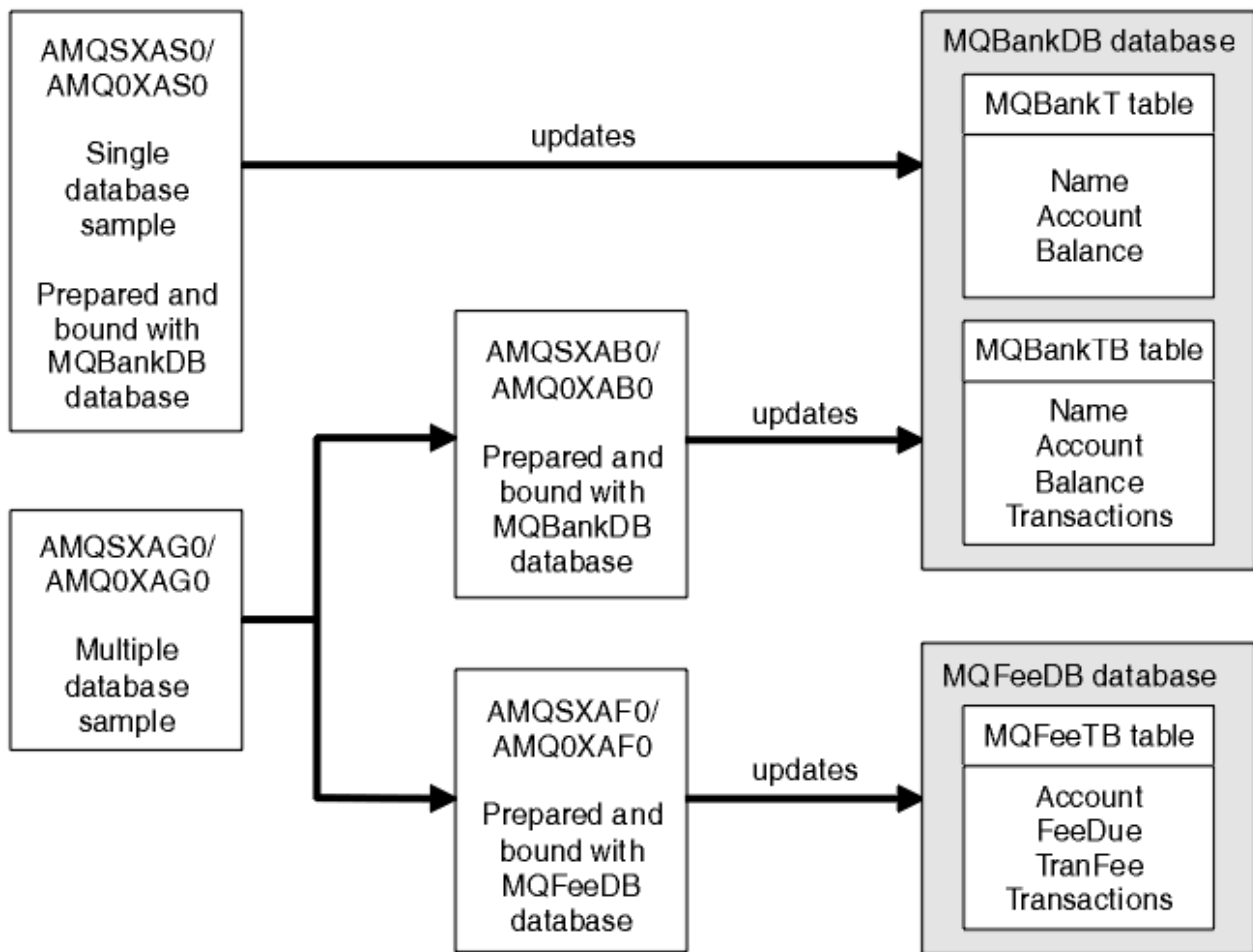 AMQSXAS0/
AMQ0XAS0
Single
database
sample
Prepared and
bound with
MQBankDB
database
updates
MQBankDB database
MQBankT table
Name
Account
Balance
MQBankTB table
Name
Account
Balance
Transactions
AMQSXAG0/
AMQ0XAG0
Multiple
database
sample
AMQSXAB0/
AMQ0XAB0
Prepared and
bound with
MQBankDB
database
updates
AMQSXAF0/
AMQ0XAF0
Prepared and
bound with
MQFeeDB
database
updates
MQFeeDB database
MQFeeTB table
Account
FeeDue
TranFee
Transactions